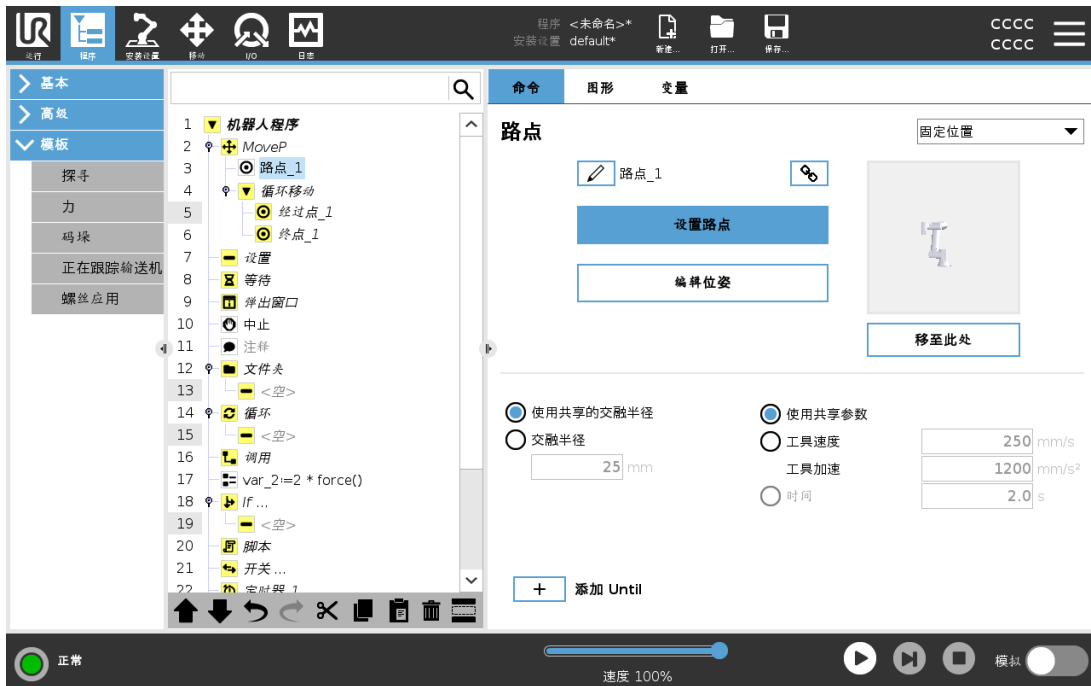 UR
运行
程序
安装设置
移动
I/O
日志
程序 <未命名>*
安装设置 default*
新建...
打开...
保存...
CCCC
CCCC
基本
高级
模板
探寻
力
码垛
正在跟踪输送机
螺丝应用
1 机器人程序
2 MoveP
3 路点_1
4 循环移动
5 经过点_1
6 终点_1
7 设置
8 等待
9 弹出窗口
10 中止
11 注释
12 文件夹
13 <空>
14 循环
15 <空>
16 调用
17 var_2≔2 * force()
18 If ...
19 <空>
20 脚本
21 开关 ...
22 定时器_1
命令 图形 变量
路点
固定位置
路点_1
设置路点
编辑位姿
移至此处
使用共享的交融半径
交融半径
25 mm
使用共享参数
工具速度 250 mm/s
工具加速 1200 mm/s²
时间 2.0 s
+ 添加 Until
正常
速度 100%
模拟